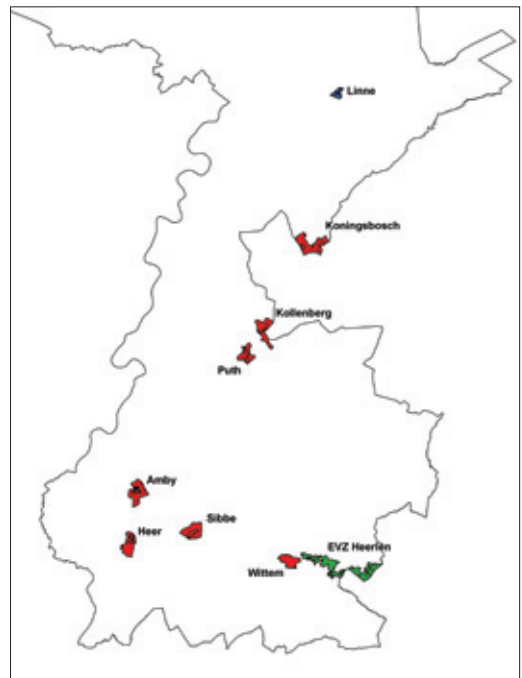 Linne
Koningsbosch
Kollenberg
Puth
Amby
Sibbe
Heer
EVZ Heerlen
Wittem